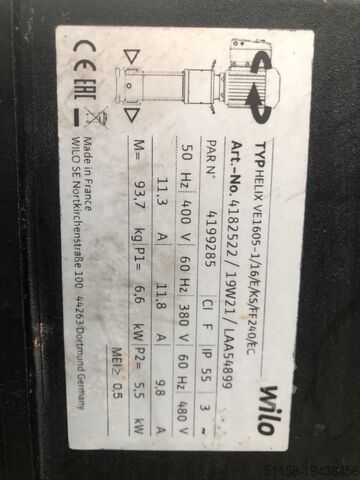 wilo
TYP HELIX VE1605-1/16/E/KS/FF240/EC
Art.-No. 4182522 / 19W21 / LAA54899
PAR N° 4199285 CI F IP 55 3 ~
50 Hz 400 V 60 Hz 380 V 60 Hz 480 V
11,3 A 11,8 A 9,8 A
M= 93,7 kg P1= 6,6 kW P2= 5,5 kW
MEI≥ 0,5
CE EAC
Made in France
WILO SE Nortkirchenstraße 100 44263 Dortmund Germany
51158-19438456